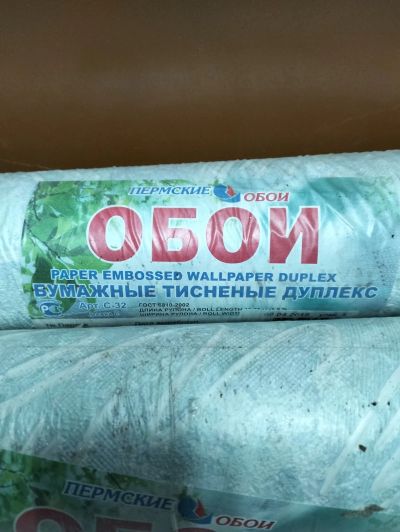 ПЕРМСКИЕ ОБОИ
ОБОИ
PAPER EMBOSSED WALLPAPER DUPLEX
БУМАЖНЫЕ ТИСНЕНЫЕ ДУПЛЕКС
Арт. С-32
ГОСТ 6810-2002
ДЛИНА РУЛОНА / ROLL LENGTH
ШИРИНА РУЛОНА / ROLL WIDTH
ПЕРМСКИЕ ОБОИ
ОБОИ